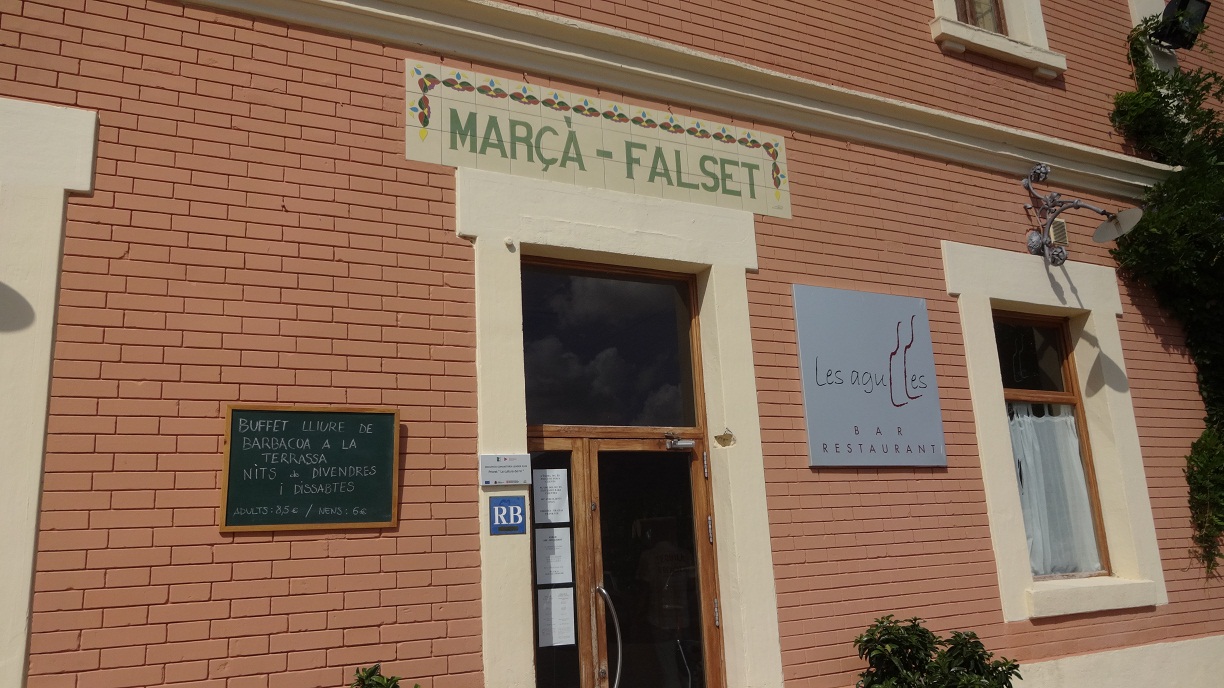 MARÇÀ - FALSET
BUFFET LLIURE DE
BARBACOA A LA
TERRASSA
NITS de DIVENDRES
i DISSABTES
ADULTS: 8,5 € / NENS: 6 €
RB
Les agulles
BAR
RESTAURANT